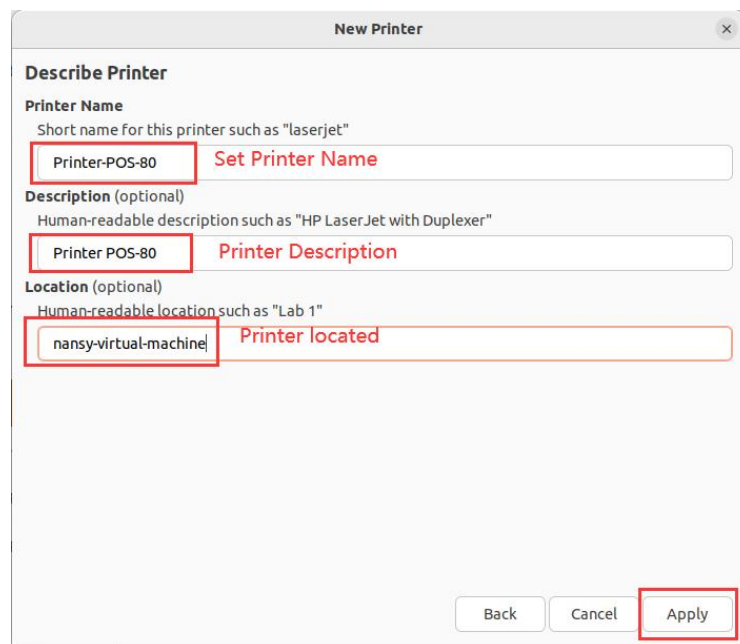 New Printer
Describe Printer
Printer Name
Short name for this printer such as "laserjet"
Printer-POS-80 Set Printer Name
Description (optional)
Human-readable description such as "HP LaserJet with Duplexer"
Printer POS-80 Printer Description
Location (optional)
Human-readable location such as "Lab 1"
nansy-virtual-machine Printer located
Back Cancel Apply